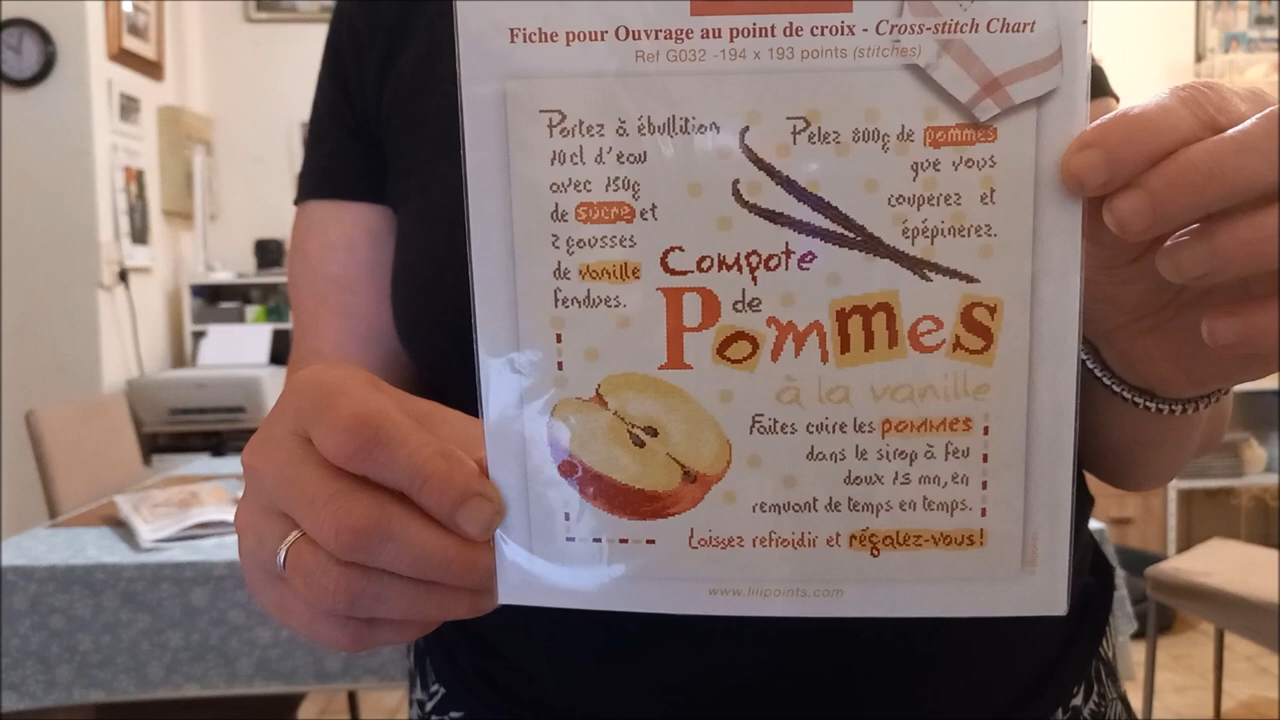 Fiche pour Ouvrage au point de croix - Cross-stitch Chart
Ref G032 -194 x 193 points (stitches)
Portez à ébullition
10cl d'eau
avec 150g
de sucre et
2 gousses
de vanille
fendues.
Pelez 800g de pommes
que vous
couperez et
épépinerez.
Compote
de
Pommes
à la vanille
Faites cuire les pommes
dans le sirop à feu
doux 15 mn, en
remuant de temps en temps.
Laissez refroidir et régalez-vous!
www.lilipoints.com